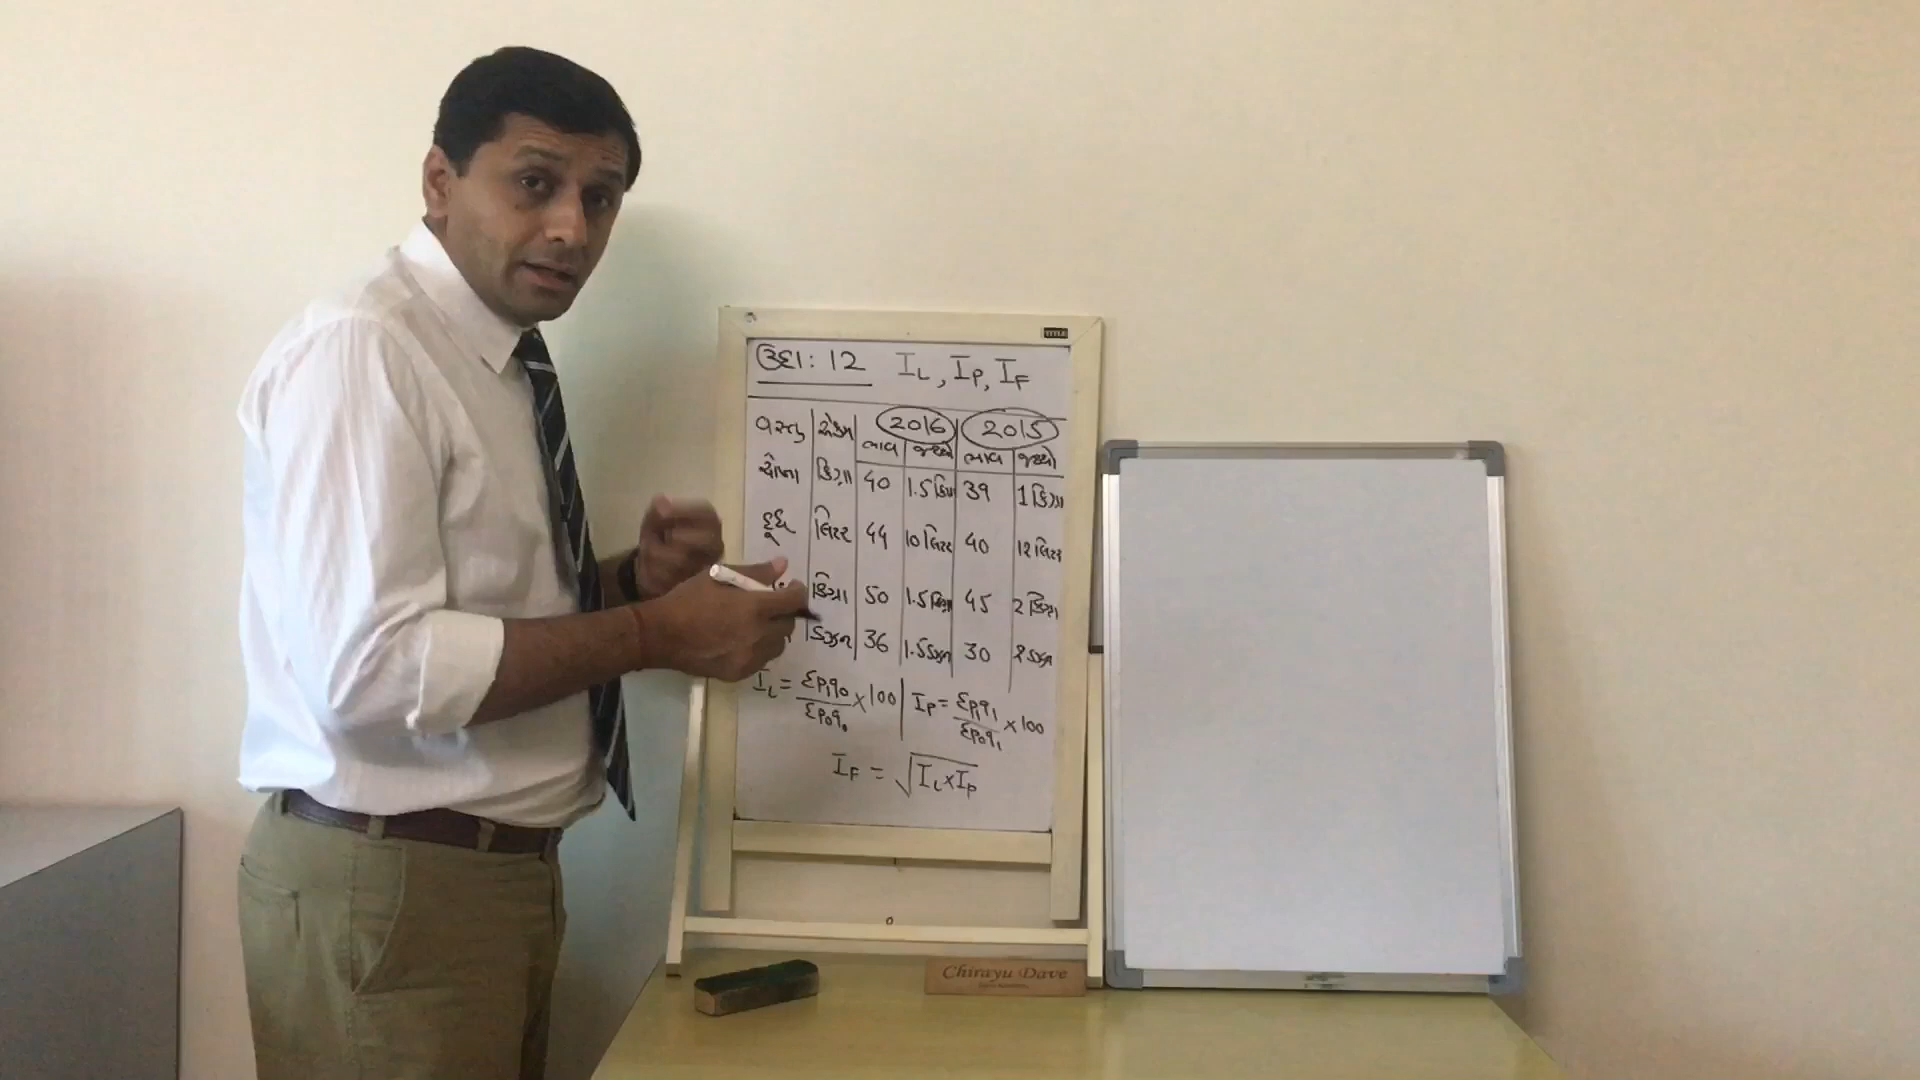 ઉદા: 12 IL, IP, IF
વસ્તુ એકમ 2016 2015
ભાવ જથ્થો ભાવ જથ્થો
ચોખા કિગ્રા 40 1.5 કિગ્રા 39 1 કિગ્રા
દૂધ લિટર 44 10 લિટર 40 12 લિટર
કિગ્રા 50 1.5 કિગ્રા 45 2 કિગ્રા
ડઝન 36 1.5 ડઝન 30 2 ડઝન
IL = Σp₁q₀ / Σp₀q₀ × 100 | IP = Σp₁q₁ / Σp₀q₁ × 100
IF = √IL×IP
Chirayu Dave